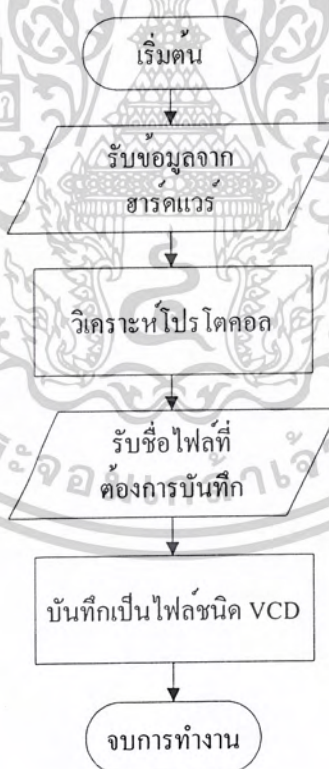 เริ่มต้น
รับข้อมูลจาก
ฮาร์ดแวร์
วิเคราะห์โปรโตคอล
รับชื่อไฟล์ที่
ต้องการบันทึก
บันทึกเป็นไฟล์ชนิด VCD
จบการทำงาน